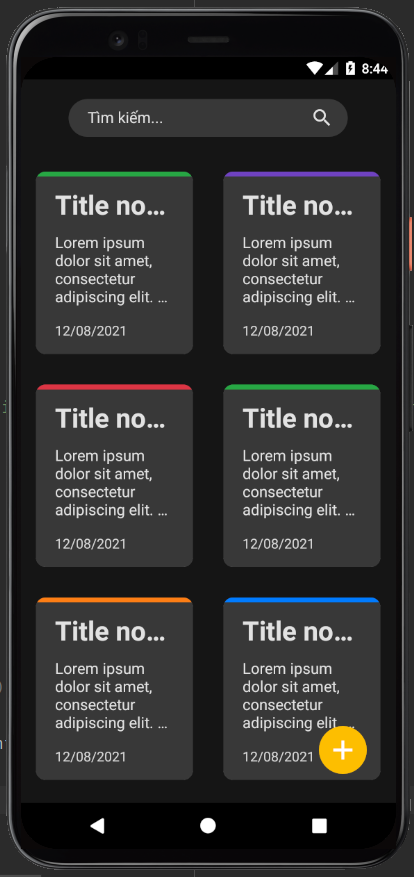 8:44
Tìm kiếm...
Title no...
Lorem ipsum
dolor sit amet,
consectetur
adipiscing elit. ...
12/08/2021
Title no...
Lorem ipsum
dolor sit amet,
consectetur
adipiscing elit. ...
12/08/2021
Title no...
Lorem ipsum
dolor sit amet,
consectetur
adipiscing elit. ...
12/08/2021
Title no...
Lorem ipsum
dolor sit amet,
consectetur
adipiscing elit. ...
12/08/2021
Title no...
Lorem ipsum
dolor sit amet,
consectetur
adipiscing elit. ...
12/08/2021
Title no...
Lorem ipsum
dolor sit amet,
consectetur
adipiscing elit. ...
12/08/2021